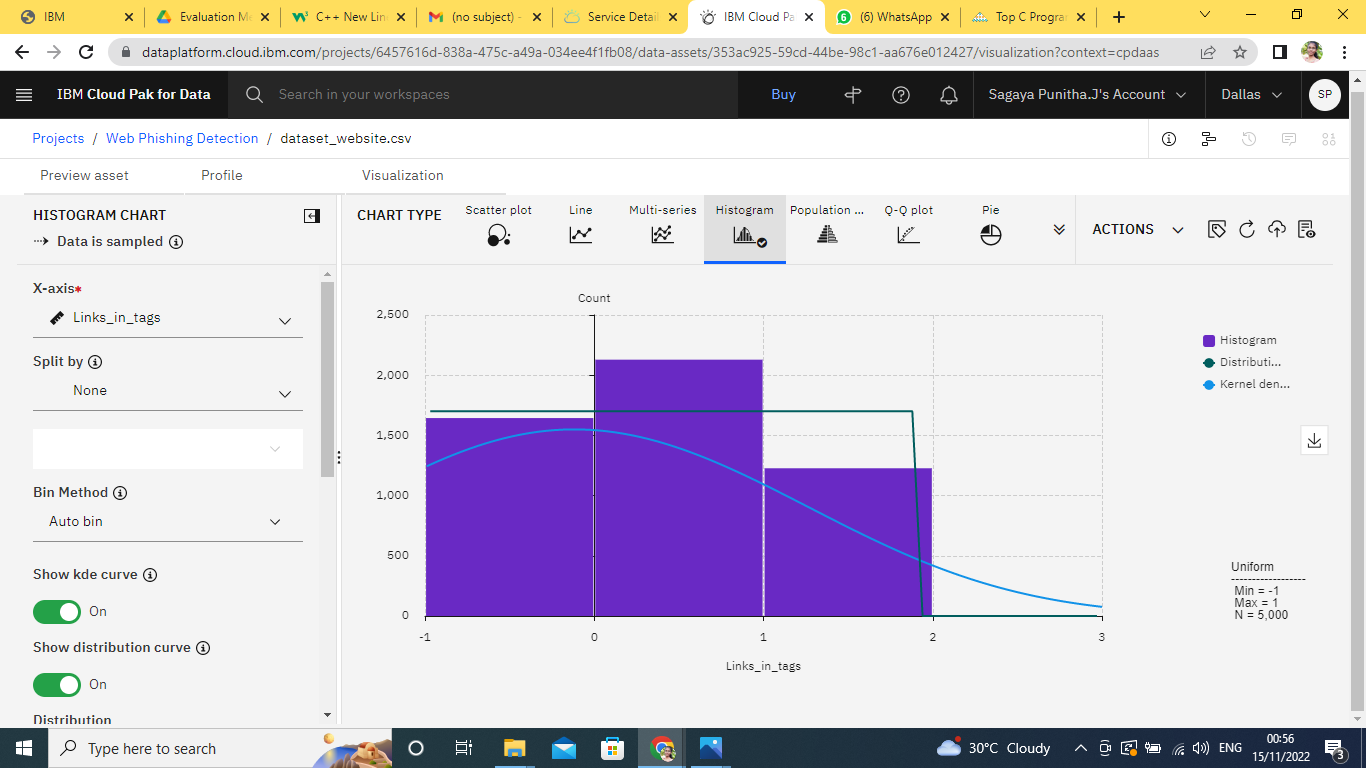 IBM
Evaluation Me
C++ New Lin
(no subject) -
Service Detail
IBM Cloud Pa
(6) WhatsApp
Top C Progra
dataplatform.cloud.ibm.com/projects/6457616d-838a-475c-a49a-034ee4f1fb08/data-assets/353ac925-59cd-44be-98c1-aa676e012427/visualization?context=cpdaas
IBM Cloud Pak for Data
Search in your workspaces
Buy
Sagaya Punitha.J's Account
Dallas
SP
Projects / Web Phishing Detection / dataset_website.csv
Preview asset
Profile
Visualization
HISTOGRAM CHART
Data is sampled
CHART TYPE
Scatter plot
Line
Multi-series
Histogram
Population ...
Q-Q plot
Pie
ACTIONS
X-axis*
Links_in_tags
Split by
None
Bin Method
Auto bin
Show kde curve
On
Show distribution curve
On
Distribution
Count
2,500
2,000
1,500
1,000
500
0
-1
0
1
2
3
Links_in_tags
Histogram
Distributi...
Kernel den...
Uniform
-------------------
Min = -1
Max = 1
N = 5,000
Type here to search
30°C Cloudy
ENG
00:56
15/11/2022
3